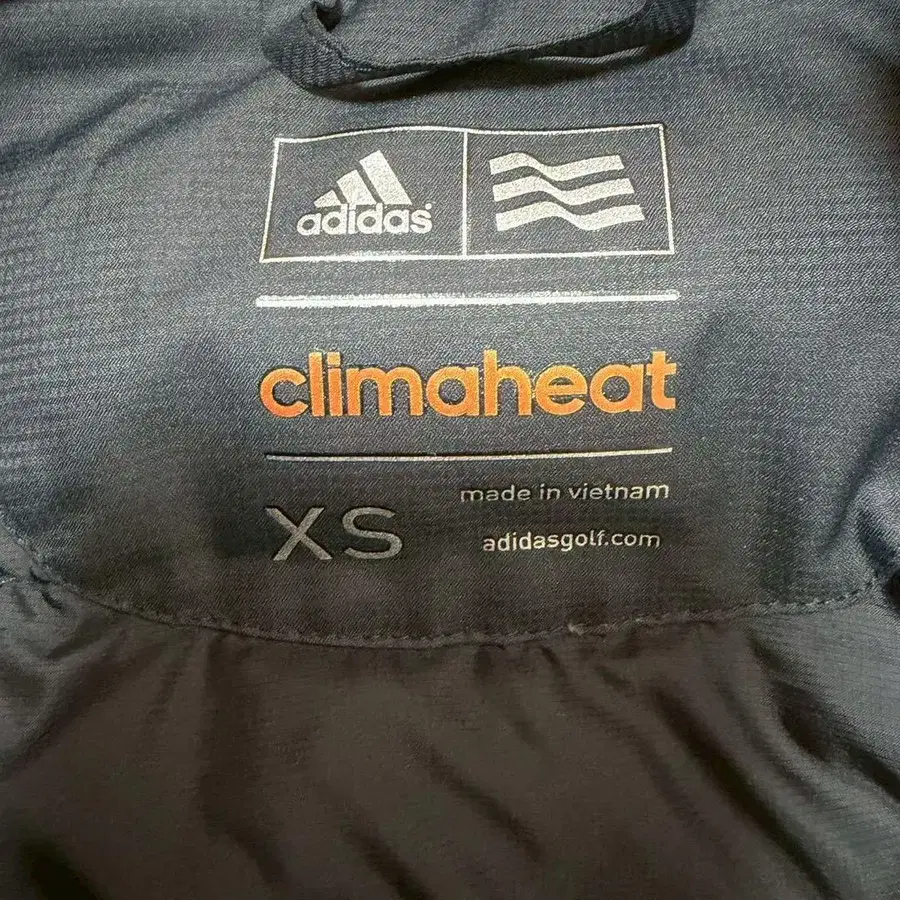 adidas
climaheat
XS
made in vietnam
adidasgolf.com